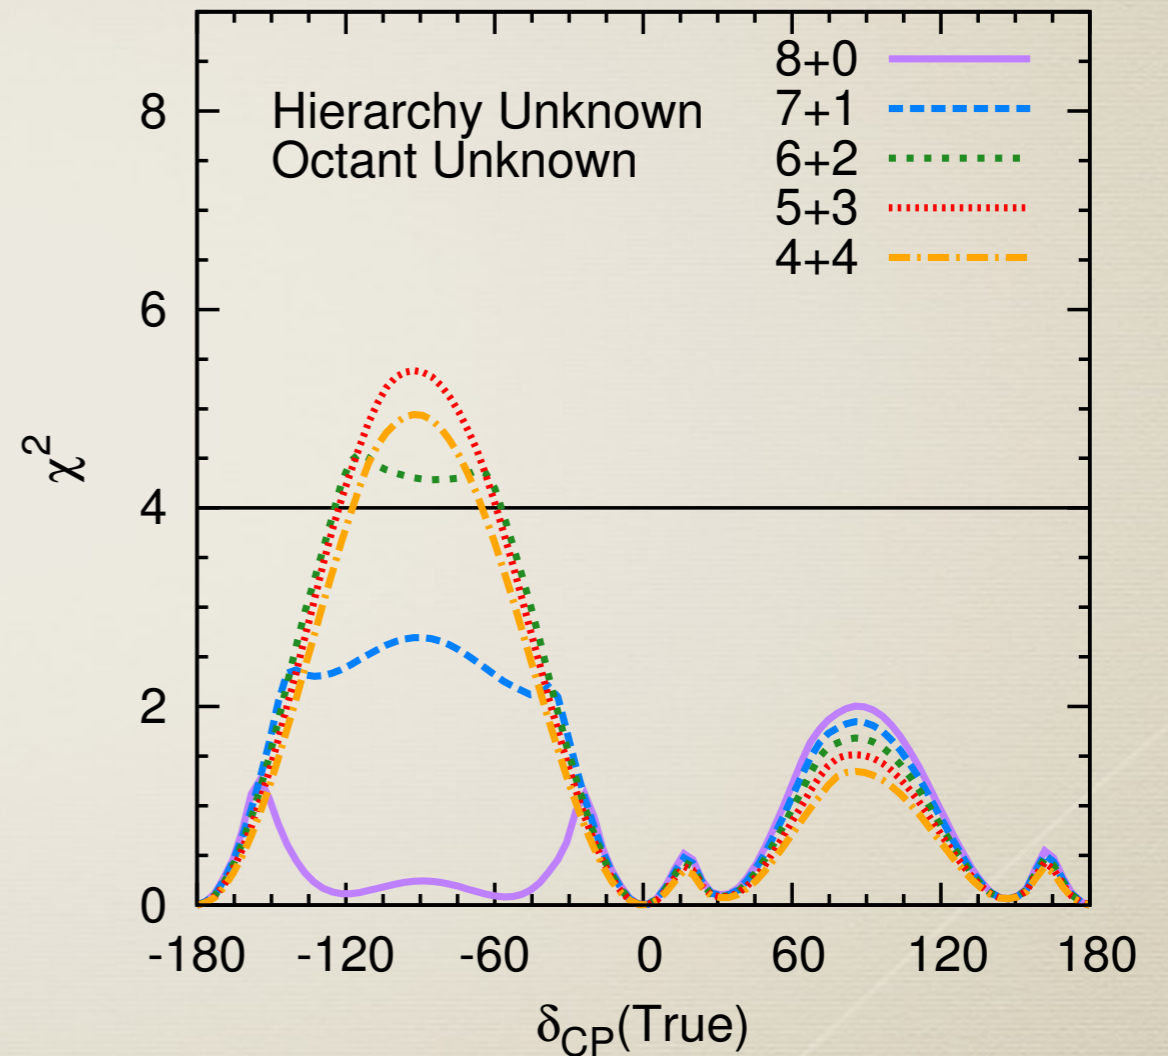 8+0
7+1
6+2
5+3
4+4
Hierarchy Unknown
Octant Unknown
8
6
4
2
0
χ²
-180 -120 -60 0 60 120 180
δCP(True)